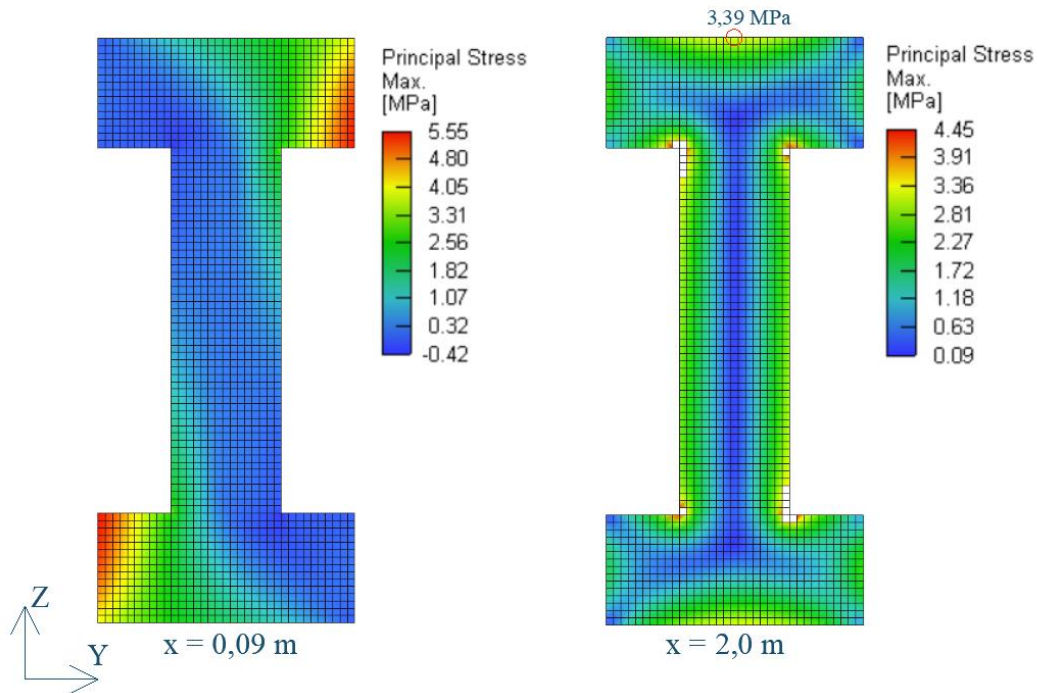 Principal Stress
Max.
[MPa]
5.55
4.80
4.05
3.31
2.56
1.82
1.07
0.32
-0.42
Z
Y
x = 0,09 m
3,39 MPa
Principal Stress
Max.
[MPa]
4.45
3.91
3.36
2.81
2.27
1.72
1.18
0.63
0.09
x = 2,0 m